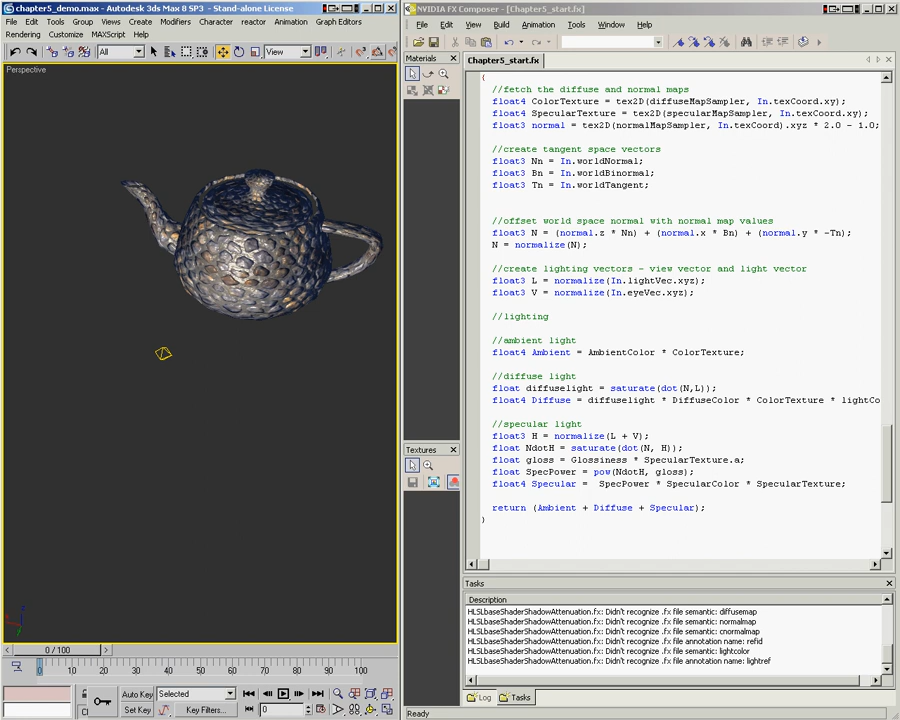 chapter5_demo.max - Autodesk 3ds Max 8 SP3 - Stand-alone License
File Edit Tools Group Views Create Modifiers Character reactor Animation Graph Editors
Rendering Customize MAXScript Help
All View
Perspective
0 / 100
0 10 20 30 40 50 60 70 80 90 100
Auto Key Selected
Set Key Key Filters... 0
NVIDIA FX Composer - [Chapter5_start.fx]
File Edit View Build Animation Tools Window Help
Materials
Textures
Chapter5_start.fx
{
//fetch the diffuse and normal maps
float4 ColorTexture = tex2D(diffuseMapSampler, In.texCoord.xy);
float4 SpecularTexture = tex2D(specularMapSampler, In.texCoord.xy);
float3 normal = tex2D(normalMapSampler, In.texCoord).xyz * 2.0 - 1.0;
//create tangent space vectors
float3 Nn = In.worldNormal;
float3 Bn = In.worldBinormal;
float3 Tn = In.worldTangent;
//offset world space normal with normal map values
float3 N = (normal.z * Nn) + (normal.x * Bn) + (normal.y * -Tn);
N = normalize(N);
//create lighting vectors - view vector and light vector
float3 L = normalize(In.lightVec.xyz);
float3 V = normalize(In.eyeVec.xyz);
//lighting
//ambient light
float4 Ambient = AmbientColor * ColorTexture;
//diffuse light
float diffuselight = saturate(dot(N,L));
float4 Diffuse = diffuselight * DiffuseColor * ColorTexture * lightCo
//specular light
float3 H = normalize(L + V);
float NdotH = saturate(dot(N, H));
float gloss = Glossiness * SpecularTexture.a;
float SpecPower = pow(NdotH, gloss);
float4 Specular = SpecPower * SpecularColor * SpecularTexture;
return (Ambient + Diffuse + Specular);
}
Tasks
Description
HLSLbaseShaderShadowAttenuation.fx: Didn't recognize .fx file semantic: diffusemap
HLSLbaseShaderShadowAttenuation.fx: Didn't recognize .fx file semantic: normalmap
HLSLbaseShaderShadowAttenuation.fx: Didn't recognize .fx file semantic: cnormalmap
HLSLbaseShaderShadowAttenuation.fx: Didn't recognize .fx file annotation name: refid
HLSLbaseShaderShadowAttenuation.fx: Didn't recognize .fx file semantic: lightcolor
HLSLbaseShaderShadowAttenuation.fx: Didn't recognize .fx file annotation name: lightref
Log Tasks
Ready